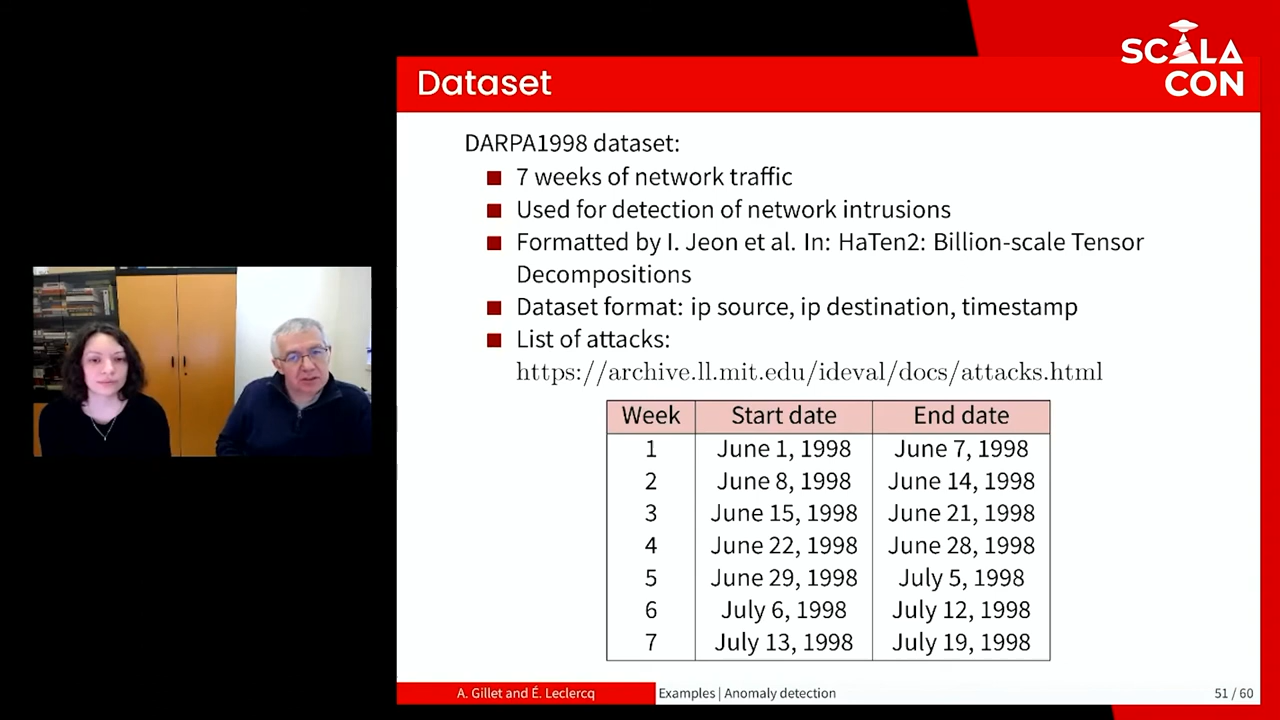 SCALA
CON
Dataset
DARPA1998 dataset:
7 weeks of network traffic
Used for detection of network intrusions
Formatted by I. Jeon et al. In: HaTen2: Billion-scale Tensor
Decompositions
Dataset format: ip source, ip destination, timestamp
List of attacks:
https://archive.ll.mit.edu/ideval/docs/attacks.html
Week Start date End date
1 June 1, 1998 June 7, 1998
2 June 8, 1998 June 14, 1998
3 June 15, 1998 June 21, 1998
4 June 22, 1998 June 28, 1998
5 June 29, 1998 July 5, 1998
6 July 6, 1998 July 12, 1998
7 July 13, 1998 July 19, 1998
A. Gillet and É. Leclercq Examples | Anomaly detection 51 / 60